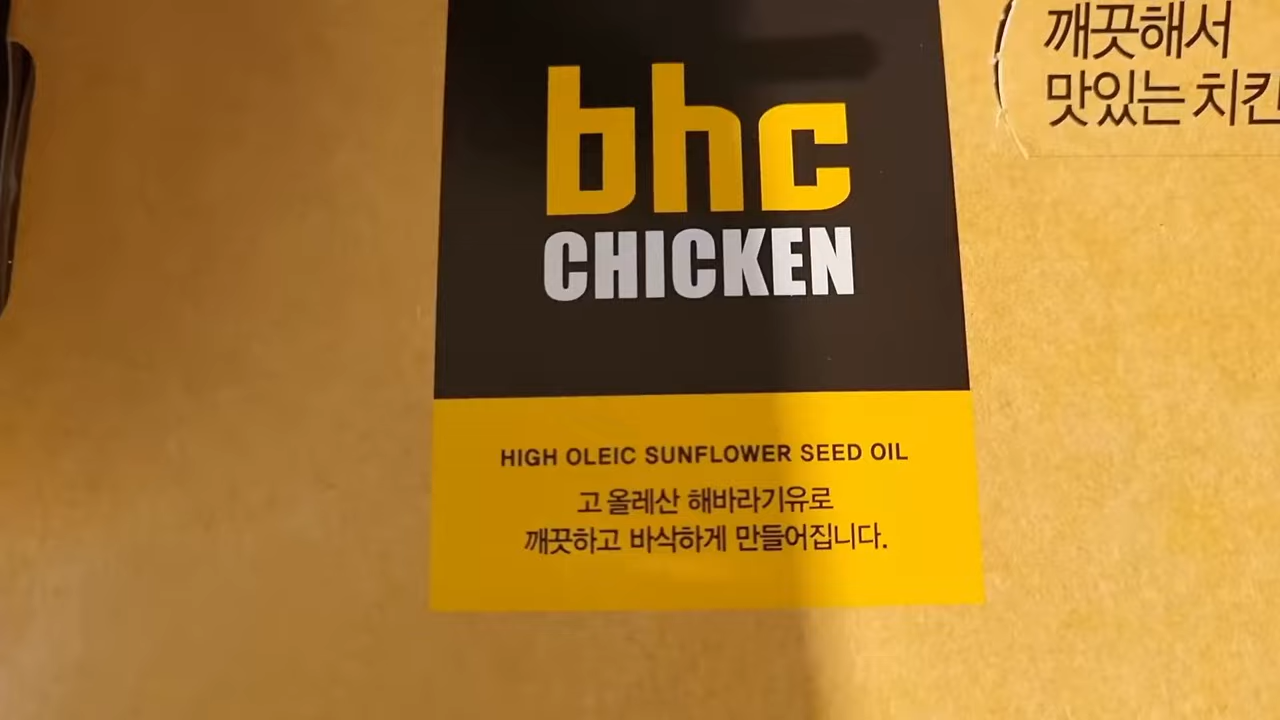 bhc
CHICKEN
HIGH OLEIC SUNFLOWER SEED OIL
고 올레산 해바라기유로
깨끗하고 바삭하게 만들어집니다.
깨끗해서
맛있는 치킨